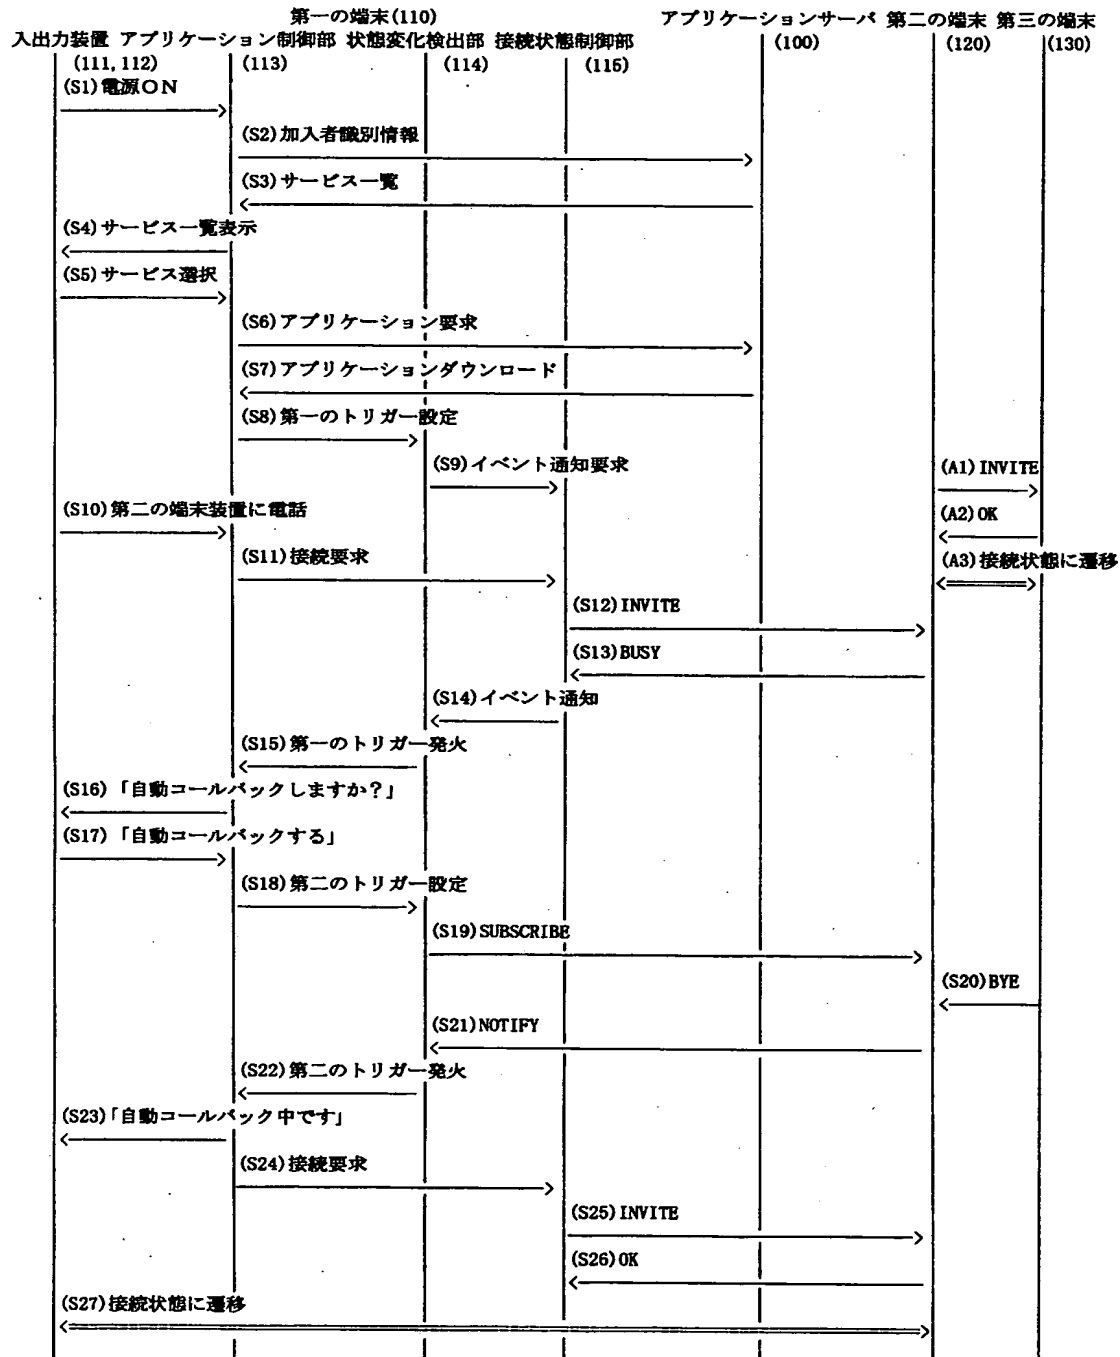 第一の端末(110)
アプリケーションサーバ 第二の端末 第三の端末
入出力装置 アプリケーション制御部 状態変化検出部 接続状態制御部
(100) (120) (130)
(111,112) (113) (114) (115)
(S1)電源ON
(S2)加入者識別情報
(S3)サービス一覧
(S4)サービス一覧表示
(S5)サービス選択
(S6)アプリケーション要求
(S7)アプリケーションダウンロード
(S8)第一のトリガー設定
(S9)イベント通知要求
(A1)INVITE
(S10)第二の端末装置に電話
(A2)OK
(S11)接続要求
(A3)接続状態に遷移
(S12)INVITE
(S13)BUSY
(S14)イベント通知
(S15)第一のトリガー発火
(S16)「自動コールバックしますか？」
(S17)「自動コールバックする」
(S18)第二のトリガー設定
(S19)SUBSCRIBE
(S20)BYE
(S21)NOTIFY
(S22)第二のトリガー発火
(S23)「自動コールバック中です」
(S24)接続要求
(S25)INVITE
(S26)OK
(S27)接続状態に遷移